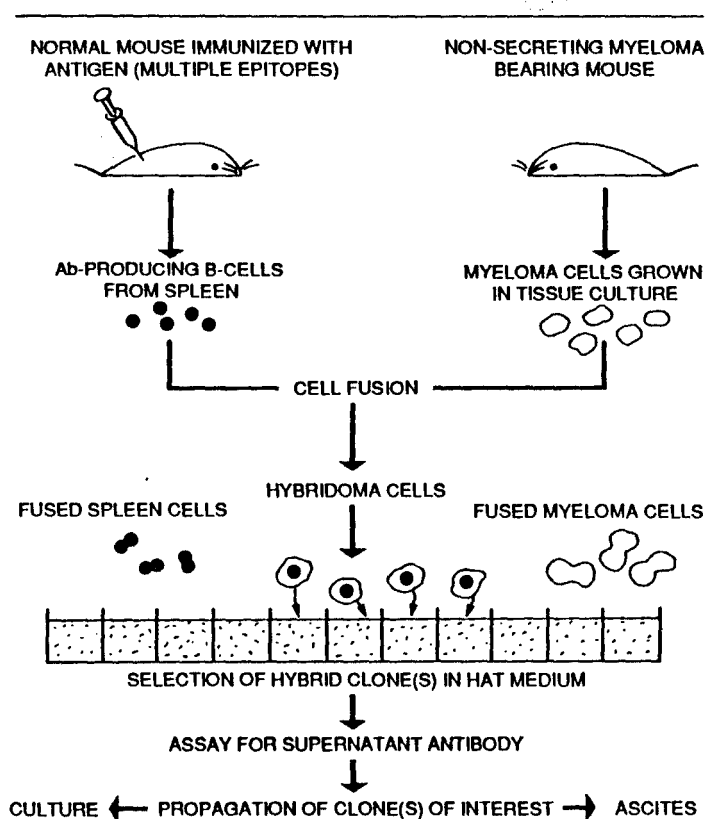 NORMAL MOUSE IMMUNIZED WITH
ANTIGEN (MULTIPLE EPITOPES)
NON-SECRETING MYELOMA
BEARING MOUSE
Ab-PRODUCING B-CELLS
FROM SPLEEN
MYELOMA CELLS GROWN
IN TISSUE CULTURE
CELL FUSION
HYBRIDOMA CELLS
FUSED SPLEEN CELLS
FUSED MYELOMA CELLS
SELECTION OF HYBRID CLONE(S) IN HAT MEDIUM
ASSAY FOR SUPERNATANT ANTIBODY
CULTURE PROPAGATION OF CLONE(S) OF INTEREST ASCITES